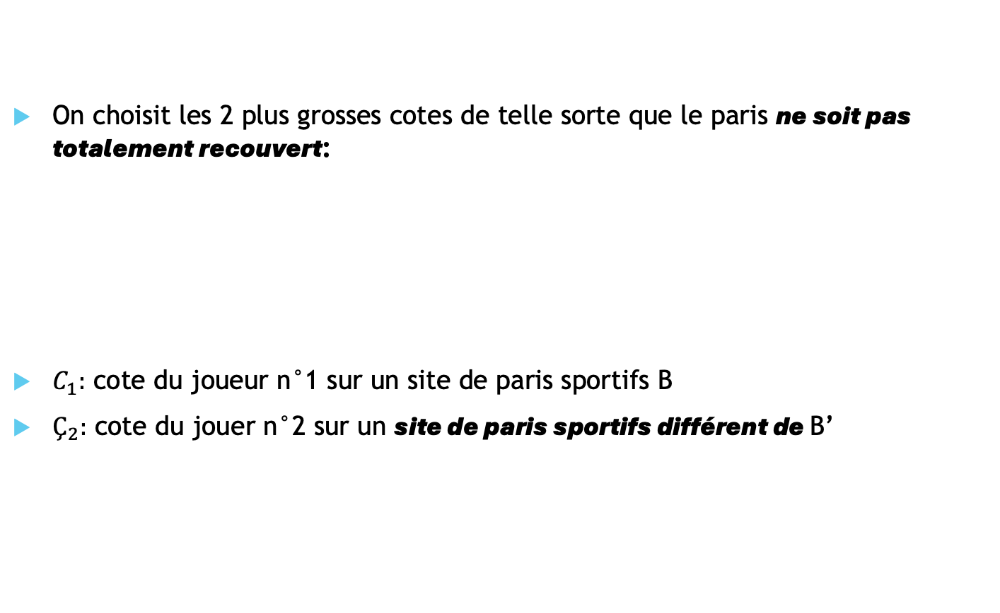 On choisit les 2 plus grosses cotes de telle sorte que le paris ne soit pas
totalement recouvert:
C₁: cote du joueur n°1 sur un site de paris sportifs B
Ç₂: cote du jouer n°2 sur un site de paris sportifs différent de B’